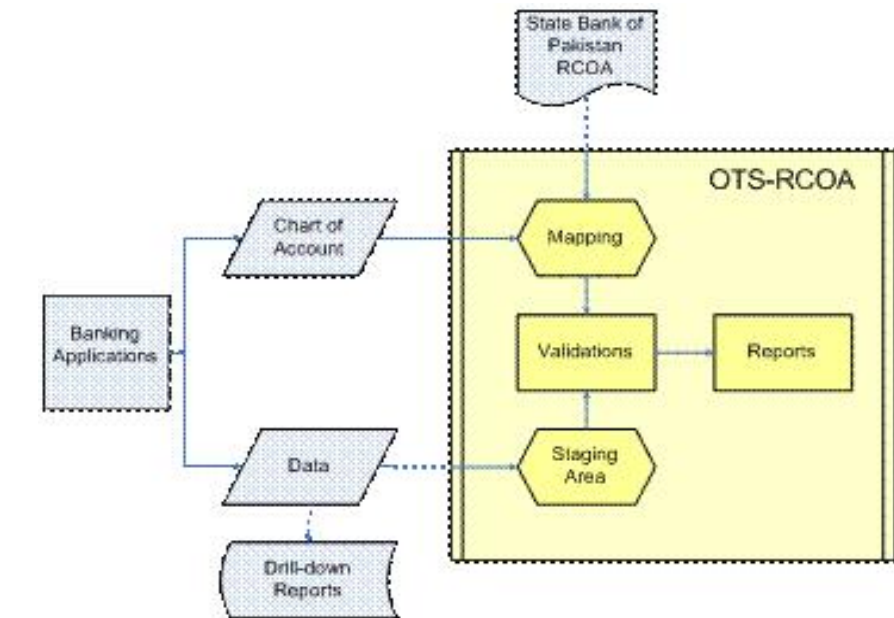 State Bank of
Pakistan
RCOA
OTS-RCOA
Chart of
Account
Mapping
Banking
Applications
Validations
Reports
Data
Staging
Area
Drill-down
Reports